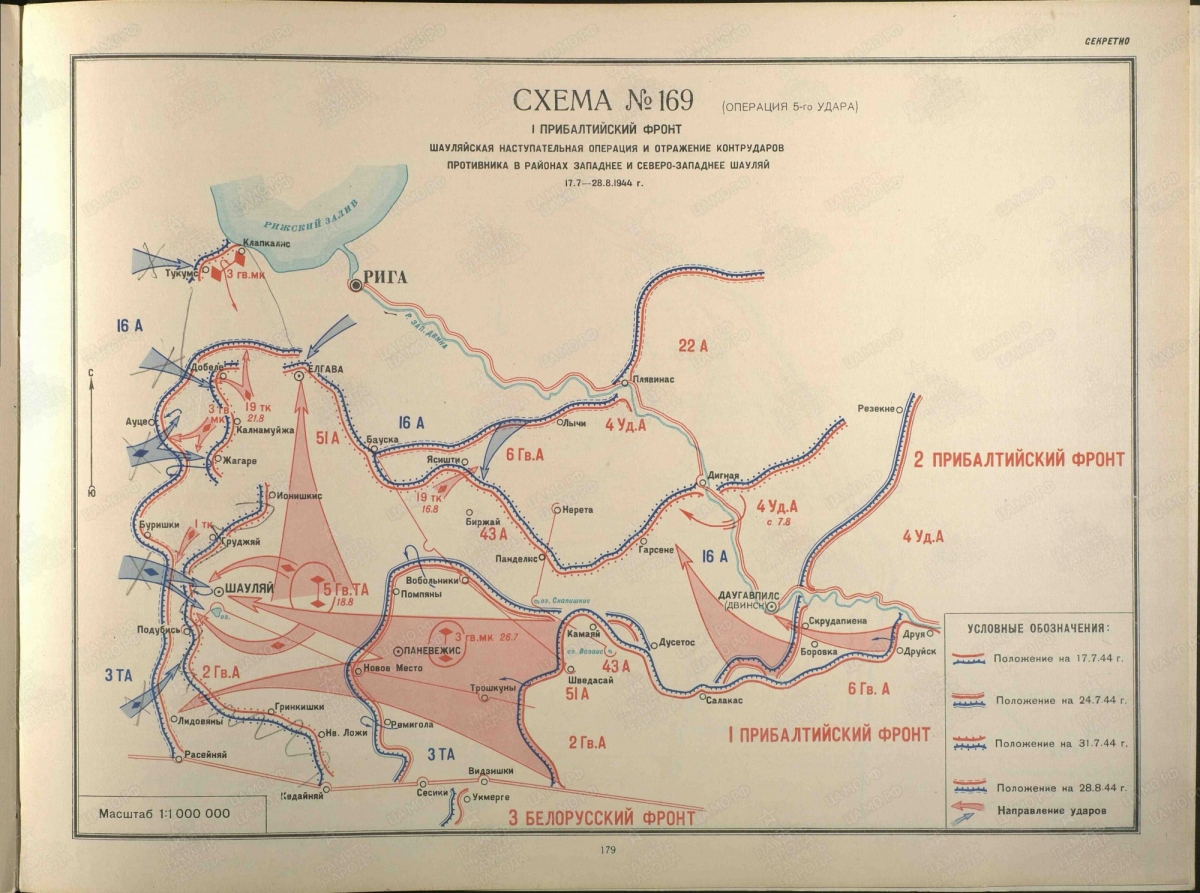 СЕКРЕТНО
СХЕМА №169 (ОПЕРАЦИЯ 5-го УДАРА)
I ПРИБАЛТИЙСКИЙ ФРОНТ
ШАУЛЯЙСКАЯ НАСТУПАТЕЛЬНАЯ ОПЕРАЦИЯ И ОТРАЖЕНИЕ КОНТРУДАРОВ
ПРОТИВНИКА В РАЙОНАХ ЗАПАДНЕЕ И СЕВЕРО-ЗАПАДНЕЕ ШАУЛЯЙ
17.7—28.8.1944 г.
РИЖСКИЙ ЗАЛИВ
Клапкалнс
Тукумс
3 гв.мк
РИГА
16 А
Р. ЗАП. ДВИНА
22 А
С
Добеле
ЕЛГАВА
Плявинас
19 тк
21.8
3 гв
мк
Ауце
Калнамуйжа
51 А
16 А
Лычи
4 Уд.А
Резекне
Бауска
6 Гв.А
Жагаре
Ясишти
2 ПРИБАЛТИЙСКИЙ ФРОНТ
Ю
Ионишкис
19 тк
16.8
Дигная
Биржай
Нерета
4 Уд.А
с 7.8
Буришки
1 тк
Груджяй
43 А
4 Уд.А
Гарсене
16 А
Панделис
ШАУЛЯЙ
5 Гв.ТА
18.8
Вобольники
Помпяны
ДАУГАВПИЛС
(ДВИНСК)
оз.
оз. Скапишкис
Скрудалиена
Подубись
3 гв.мк 26.7
Камаяй
Дусетос
Друя
Друйск
Боровка
ПАНЕВЕЖИС
43 А
3 ТА
2 Гв.А
Новое Место
Шведасай
51 А
Трошкуны
Салакас
6 Гв. А
Лидовяны
Гринкишки
Нв. Ложи
Ремигола
1 ПРИБАЛТИЙСКИЙ ФРОНТ
2 Гв.А
3 ТА
Расейняй
Видзишки
Кедайняй
Сесики
Укмерге
3 БЕЛОРУССКИЙ ФРОНТ
Масштаб 1:1 000 000
УСЛОВНЫЕ ОБОЗНАЧЕНИЯ:
Положение на 17.7.44 г.
Положение на 24.7.44 г.
Положение на 31.7.44 г.
Положение на 28.8.44 г.
Направление ударов
179